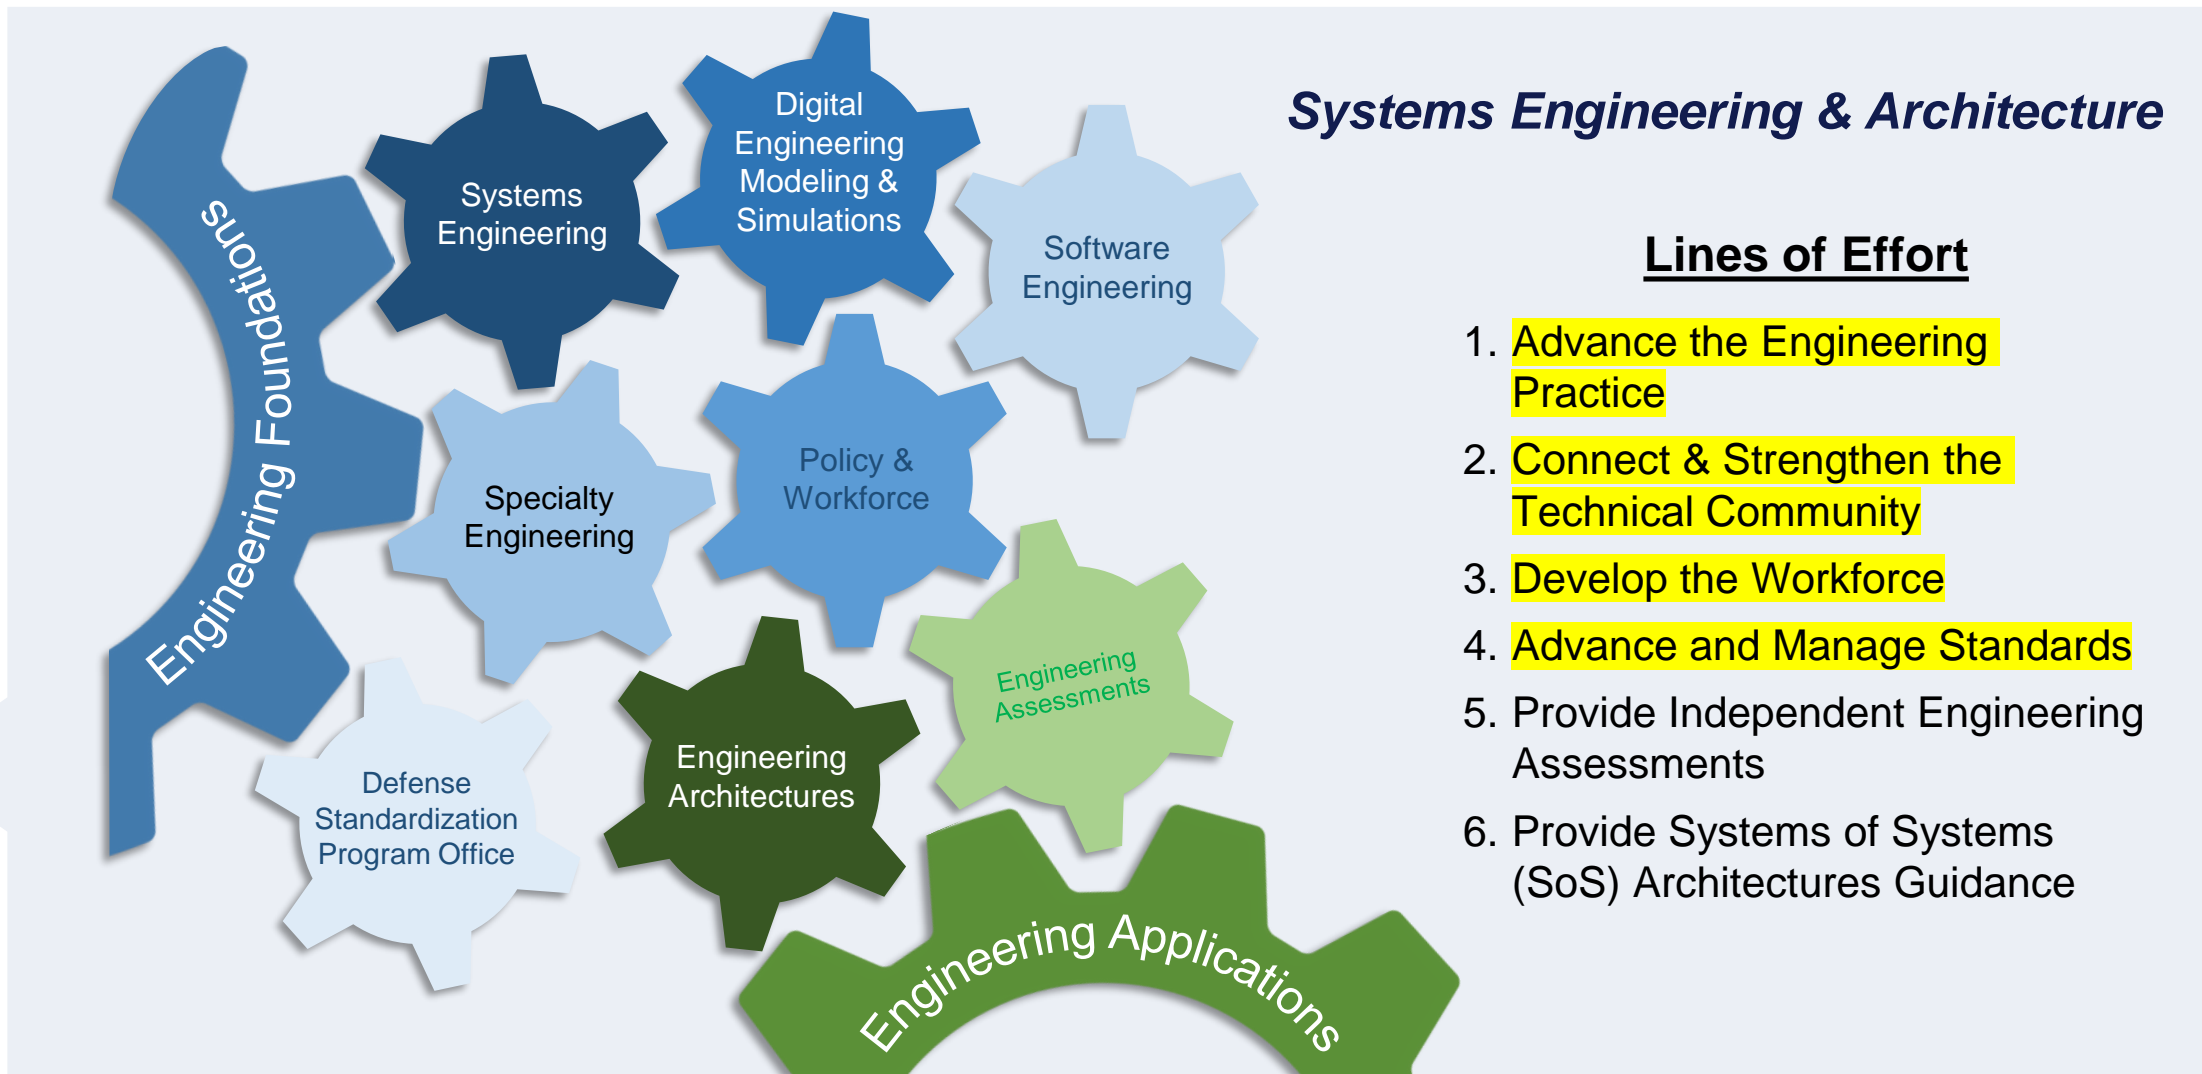 Systems Engineering & Architecture
Engineering Foundations
Systems
Engineering
Digital
Engineering
Modeling &
Simulations
Software
Engineering
Specialty
Engineering
Policy &
Workforce
Engineering
Assessments
Defense
Standardization
Program Office
Engineering
Architectures
Engineering Applications
Lines of Effort
1. Advance the Engineering
Practice
2. Connect & Strengthen the
Technical Community
3. Develop the Workforce
4. Advance and Manage Standards
5. Provide Independent Engineering
Assessments
6. Provide Systems of Systems
(SoS) Architectures Guidance